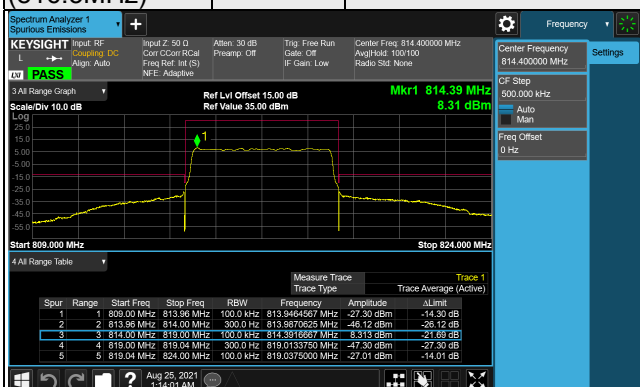 Spectrum Analyzer 1
Spurious Emissions
+
Frequency
Settings
KEYSIGHT
L
LXI
PASS
Input: RF
Coupling: DC
Align: Auto
Input Z: 50 Ω
Corr CCorr RCal
Freq Ref: Int (S)
NFE: Adaptive
Atten: 30 dB
Preamp: Off
Trig: Free Run
Gate: Off
IF Gain: Low
Center Freq: 814.400000 MHz
Avg|Hold: 100/100
Radio Std: None
Center Frequency
814.400000 MHz
CF Step
500.000 kHz
Auto
Man
Freq Offset
0 Hz
3 All Range Graph
Scale/Div 10.0 dB
Ref Lvl Offset 15.00 dB
Ref Value 35.00 dBm
Mkr1 814.39 MHz
8.31 dBm
Log
25.0
15.0
5.00
-5.00
-15.0
-25.0
-35.0
-45.0
-55.0
1
Start 809.000 MHz
Stop 824.000 MHz
4 All Range Table
Measure Trace Trace 1
Trace Type Trace Average (Active)
Spur Range Start Freq Stop Freq RBW Frequency Amplitude ΔLimit
1 1 809.00 MHz 813.96 MHz 100.0 kHz 813.9464567 MHz -27.30 dBm -14.30 dB
2 2 813.96 MHz 814.00 MHz 300.0 Hz 813.9870625 MHz -46.12 dBm -26.12 dB
3 3 814.00 MHz 819.00 MHz 100.0 kHz 814.3916667 MHz 8.313 dBm -21.69 dB
4 4 819.00 MHz 819.04 MHz 300.0 Hz 819.0133750 MHz -47.30 dBm -27.30 dB
5 5 819.04 MHz 824.00 MHz 100.0 kHz 819.0375000 MHz -27.01 dBm -14.01 dB
?
Aug 25, 2021
1:14:01 AM